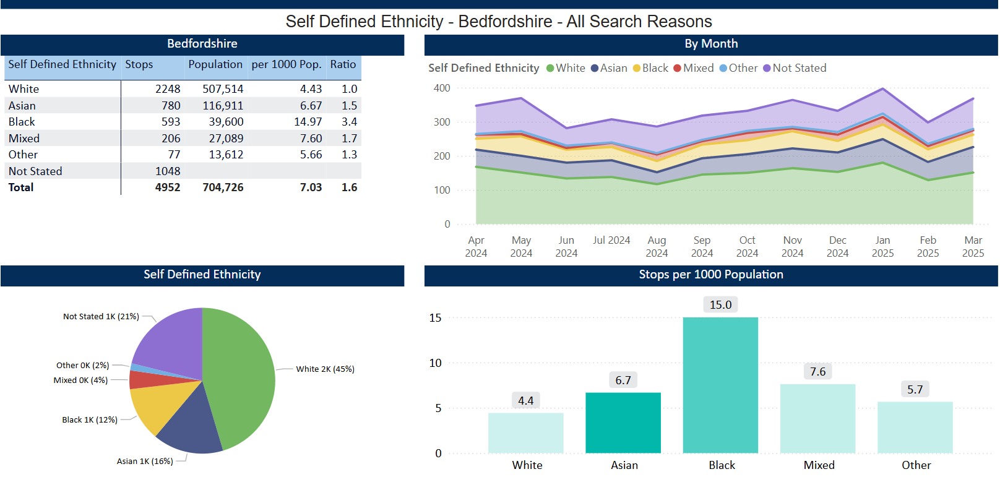 Self Defined Ethnicity - Bedfordshire - All Search Reasons
Bedfordshire
Self Defined Ethnicity Stops Population per 1000 Pop. Ratio
White 2248 507,514 4.43 1.0
Asian 780 116,911 6.67 1.5
Black 593 39,600 14.97 3.4
Mixed 206 27,089 7.60 1.7
Other 77 13,612 5.66 1.3
Not Stated 1048
Total 4952 704,726 7.03 1.6
By Month
Self Defined Ethnicity White Asian Black Mixed Other Not Stated
400
300
200
100
0
Apr May Jun Jul 2024 Aug Sep Oct Nov Dec Jan Feb Mar
2024 2024 2024 2024 2024 2024 2024 2024 2025 2025 2025
Self Defined Ethnicity
Not Stated 1K (21%)
Other 0K (2%)
Mixed 0K (4%)
White 2K (45%)
Black 1K (12%)
Asian 1K (16%)
Stops per 1000 Population
15
10
5
0
4.4
6.7
15.0
7.6
5.7
White Asian Black Mixed Other